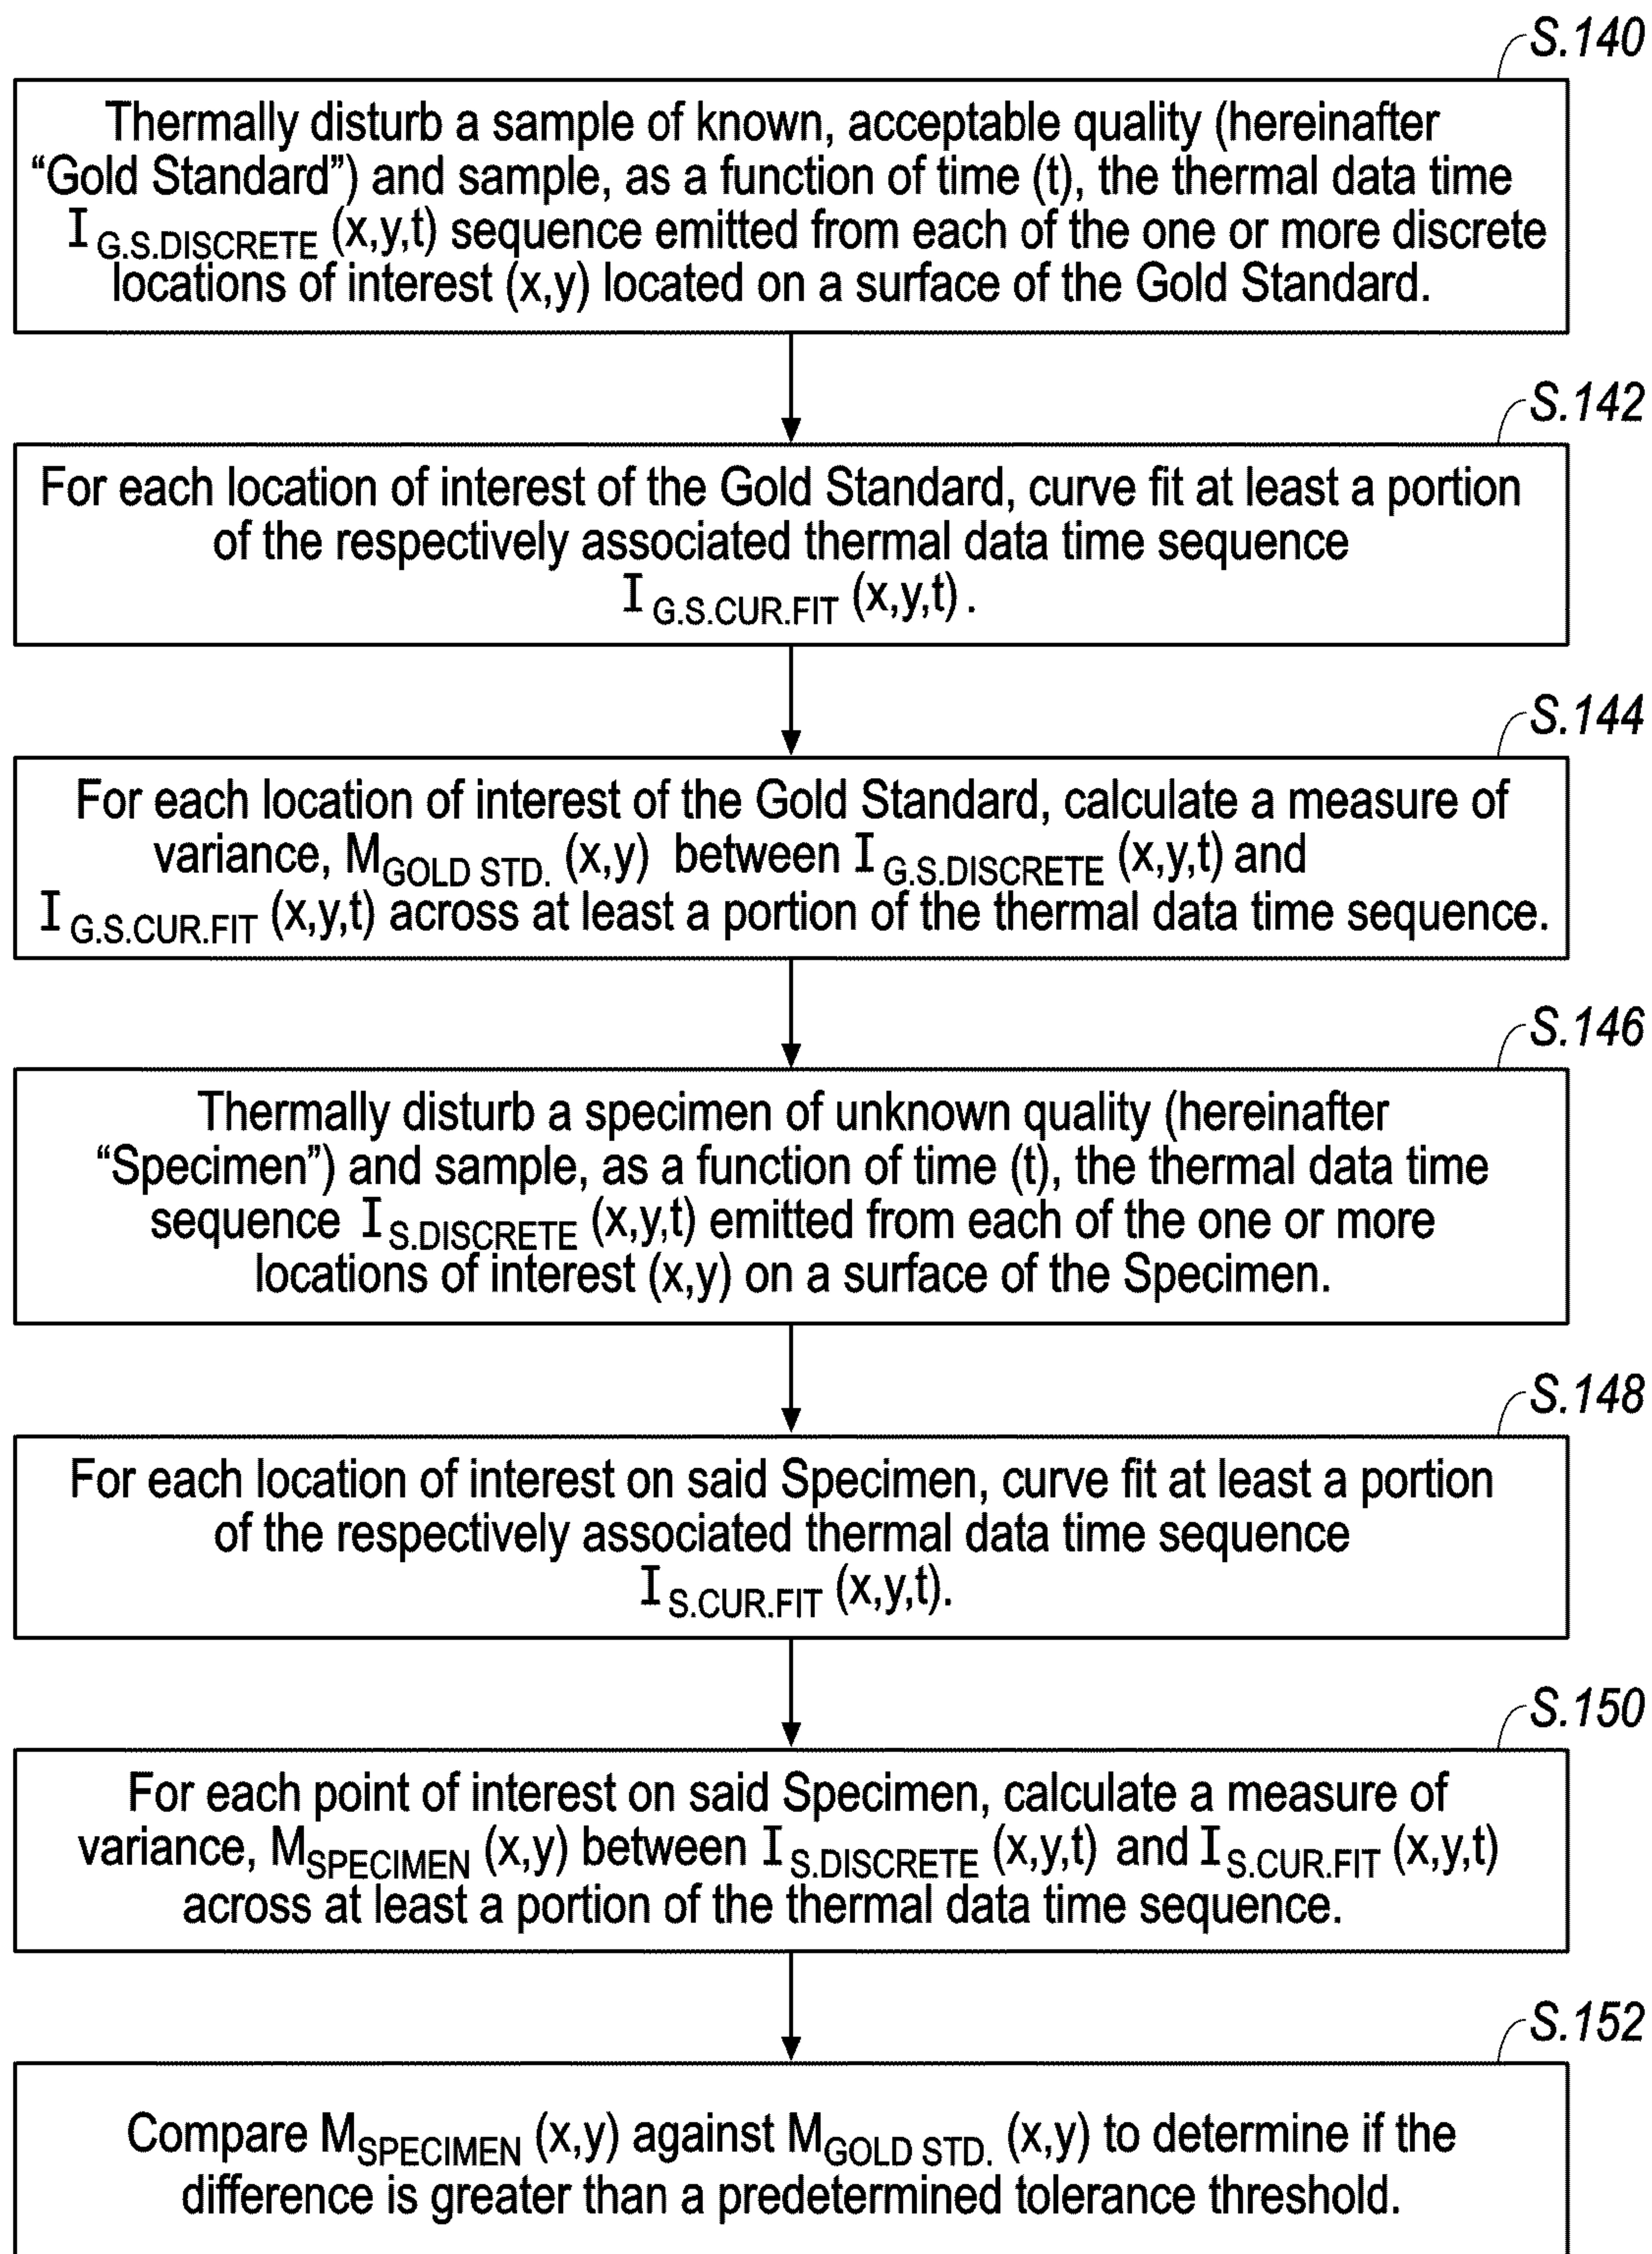 S.140
Thermally disturb a sample of known, acceptable quality (hereinafter
“Gold Standard”) and sample, as a function of time (t), the thermal data time
I G.S.DISCRETE (x,y,t) sequence emitted from each of the one or more discrete
locations of interest (x,y) located on a surface of the Gold Standard.
S.142
For each location of interest of the Gold Standard, curve fit at least a portion
of the respectively associated thermal data time sequence
I G.S.CUR.FIT (x,y,t) .
S.144
For each location of interest of the Gold Standard, calculate a measure of
variance, MGOLD STD. (x,y) between I G.S.DISCRETE (x,y,t) and
I G.S.CUR.FIT (x,y,t) across at least a portion of the thermal data time sequence.
S.146
Thermally disturb a specimen of unknown quality (hereinafter
“Specimen”) and sample, as a function of time (t), the thermal data time
sequence I S.DISCRETE (x,y,t) emitted from each of the one or more
locations of interest (x,y) on a surface of the Specimen.
S.148
For each location of interest on said Specimen, curve fit at least a portion
of the respectively associated thermal data time sequence
I S.CUR.FIT (x,y,t).
S.150
For each point of interest on said Specimen, calculate a measure of
variance, MSPECIMEN (x,y) between I S.DISCRETE (x,y,t) and I S.CUR.FIT (x,y,t)
across at least a portion of the thermal data time sequence.
S.152
Compare MSPECIMEN (x,y) against MGOLD STD. (x,y) to determine if the
difference is greater than a predetermined tolerance threshold.